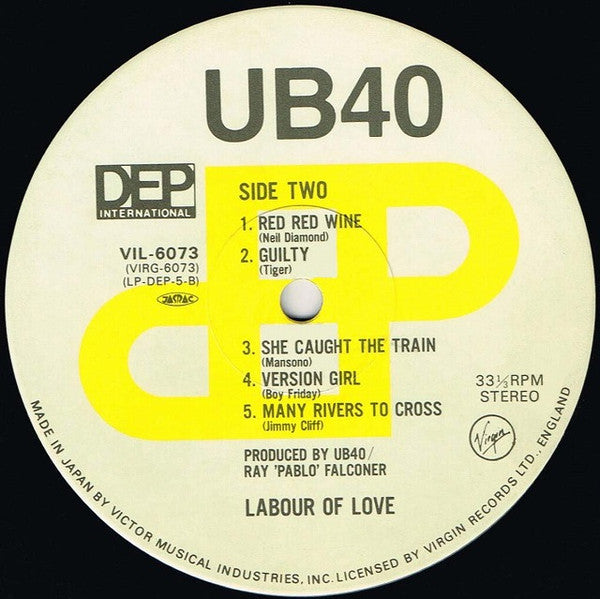 UB40
DEP
INTERNATIONAL
VIL-6073
(VIRG-6073)
(LP-DEP-5-B)
JASRAC
SIDE TWO
1. RED RED WINE
(Neil Diamond)
2. GUILTY
(Tiger)
3. SHE CAUGHT THE TRAIN
(Mansono)
4. VERSION GIRL
(Boy Friday)
5. MANY RIVERS TO CROSS
(Jimmy Cliff)
33⅓RPM
STEREO
PRODUCED BY UB40/
RAY 'PABLO' FALCONER
Virgin
LABOUR OF LOVE
MADE IN JAPAN BY VICTOR MUSICAL INDUSTRIES, INC. LICENSED BY VIRGIN RECORDS LTD., ENGLAND
DEP